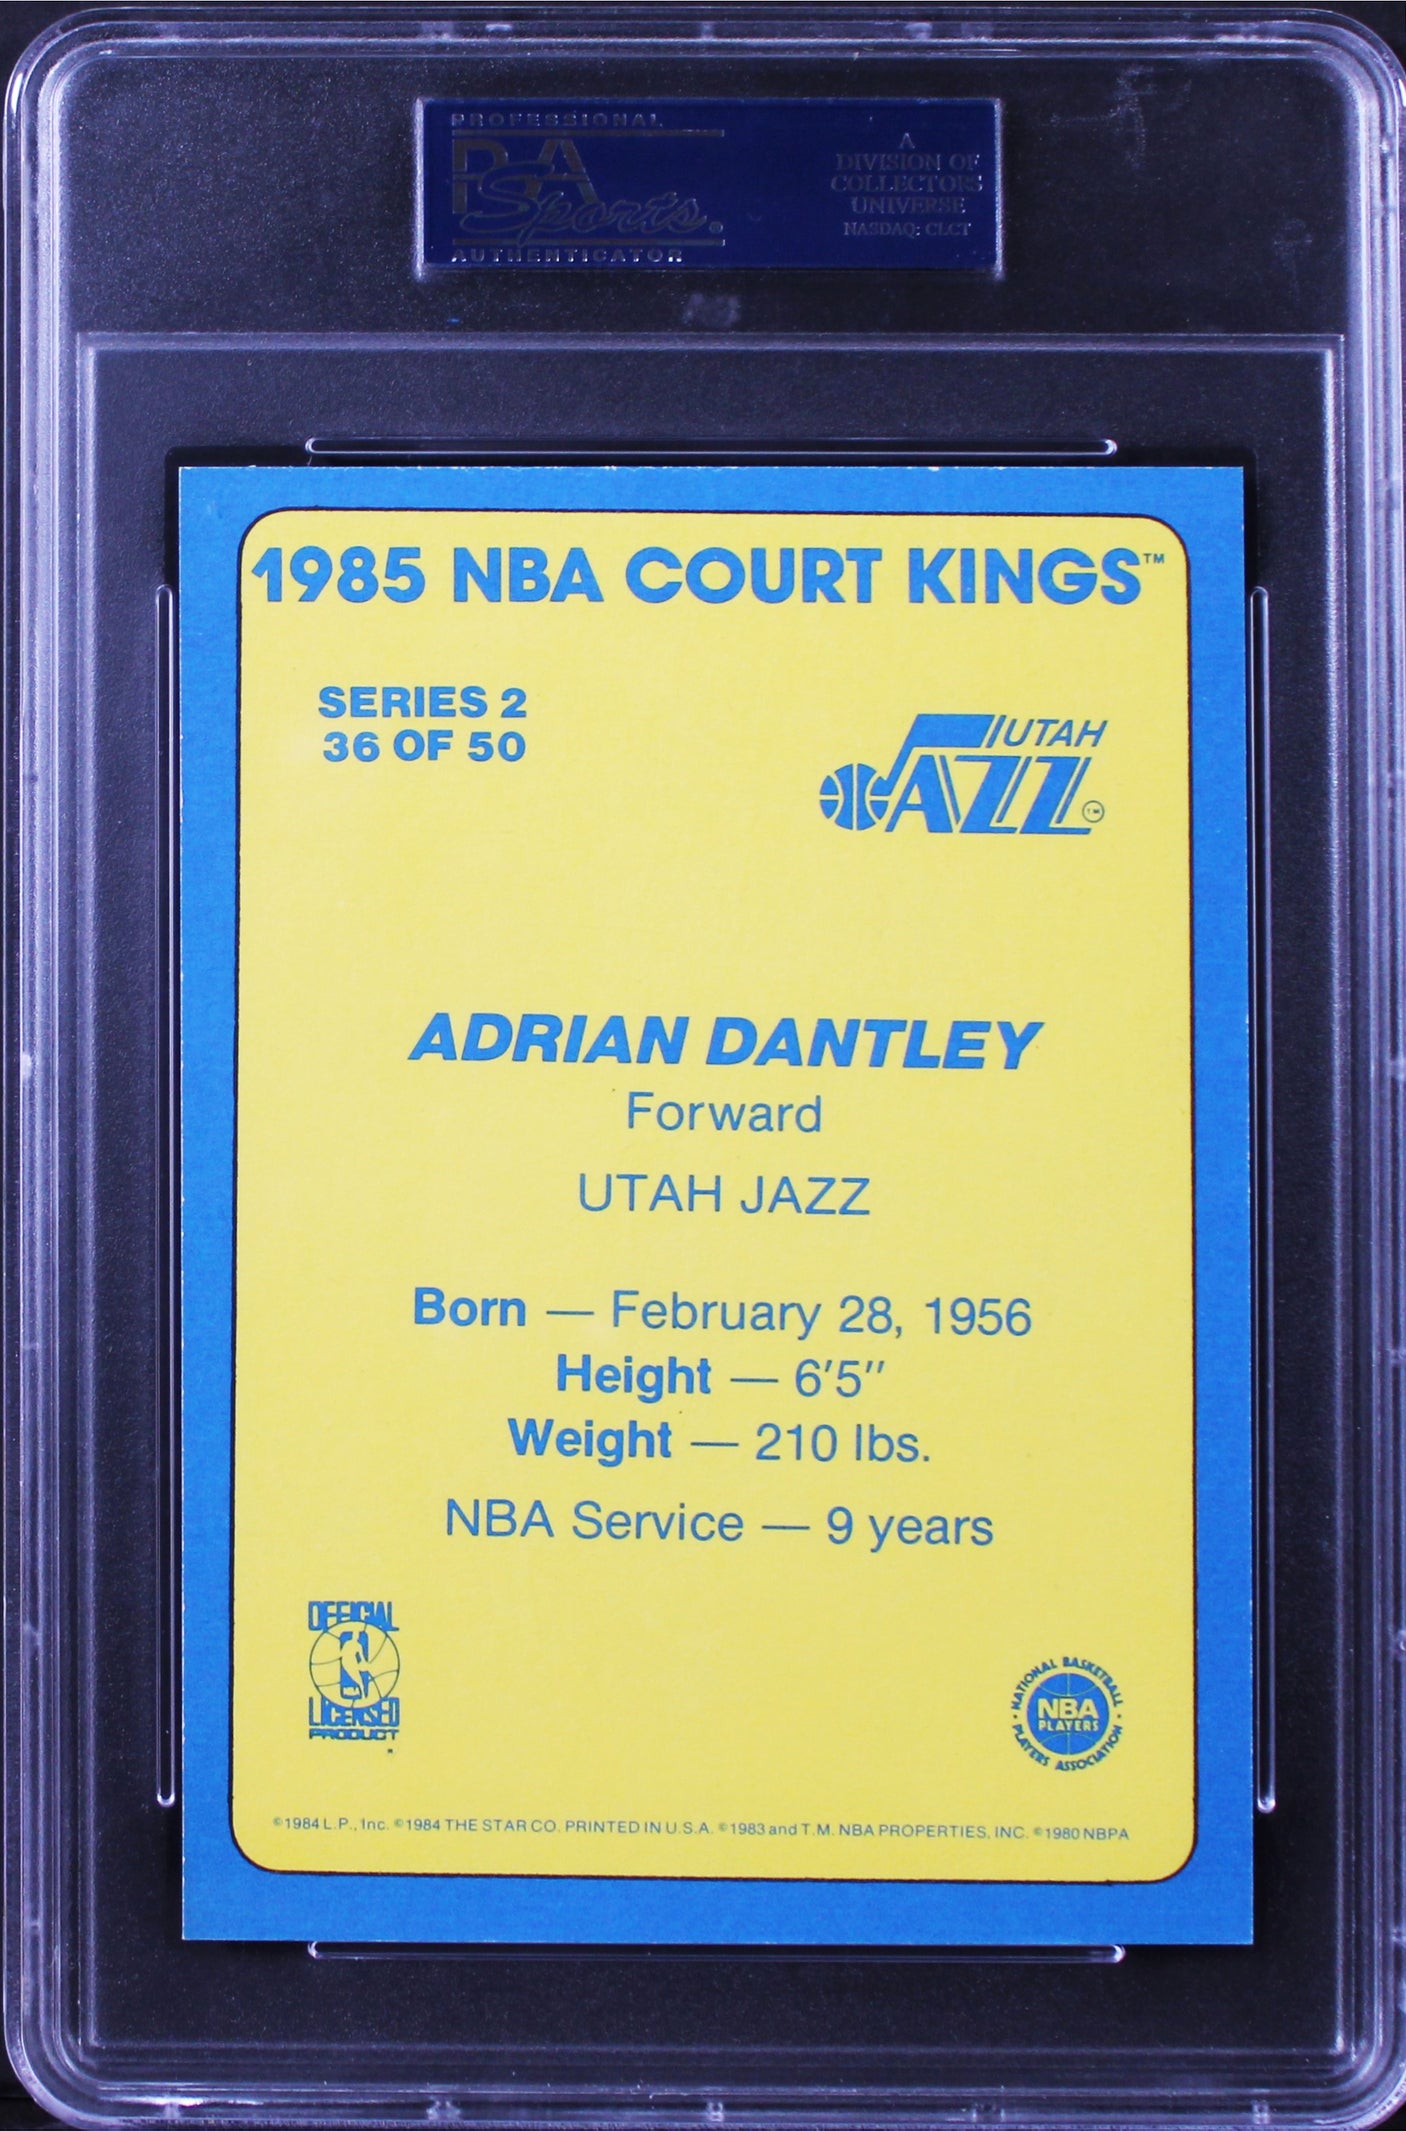 PROFESSIONAL
PSA
Sports
AUTHENTICATOR
A
DIVISION OF
COLLECTORS
UNIVERSE
NASDAQ: CLCT
1985 NBA COURT KINGS™
SERIES 2
36 OF 50
UTAH
JAZZ TM
ADRIAN DANTLEY
Forward
UTAH JAZZ
Born — February 28, 1956
Height — 6'5"
Weight — 210 lbs.
NBA Service — 9 years
OFFICIAL
NBA
LICENSED
PRODUCT
NATIONAL BASKETBALL
NBA
PLAYERS
PLAYERS ASSOCIATION
©1984 L.P., Inc. ©1984 THE STAR CO. PRINTED IN U.S.A. ©1983 and T.M. NBA PROPERTIES, INC. ©1980 NBPA